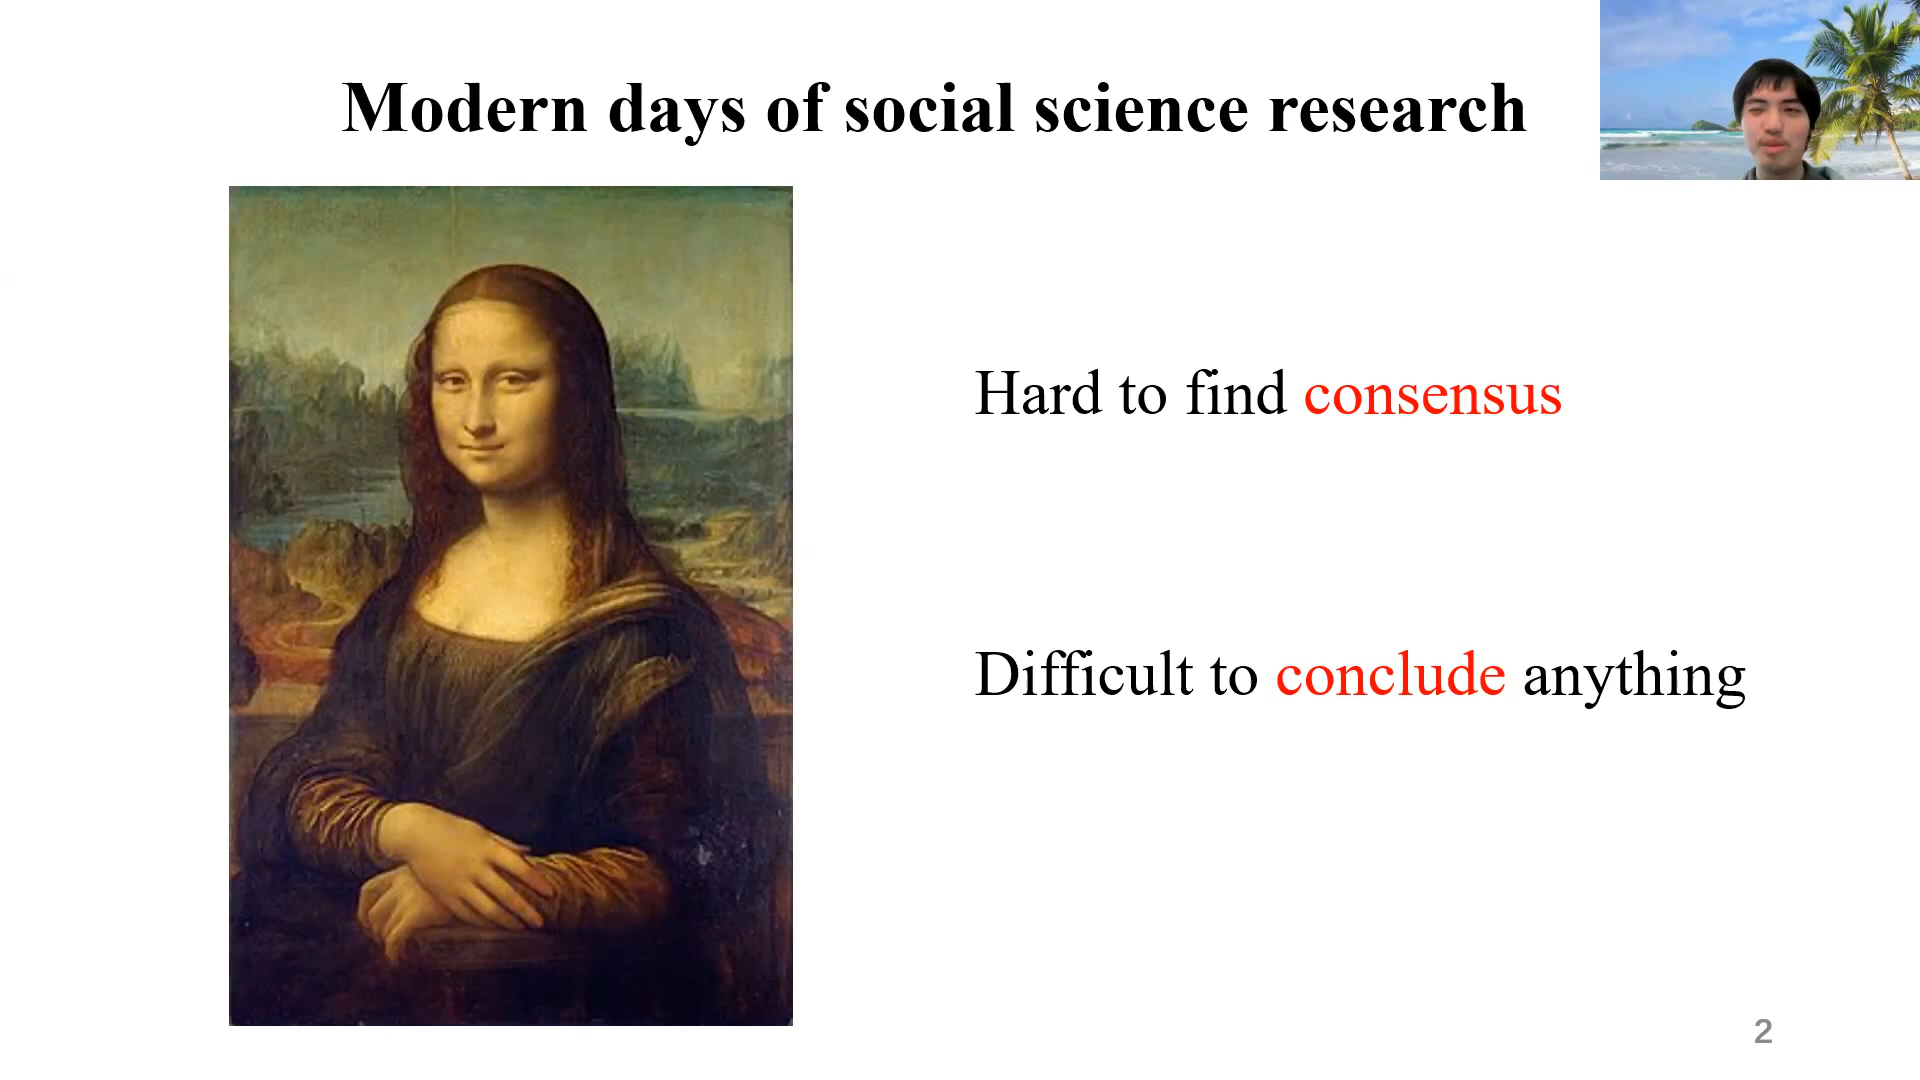 Modern days of social science research
Hard to find consensus
Difficult to conclude anything
2